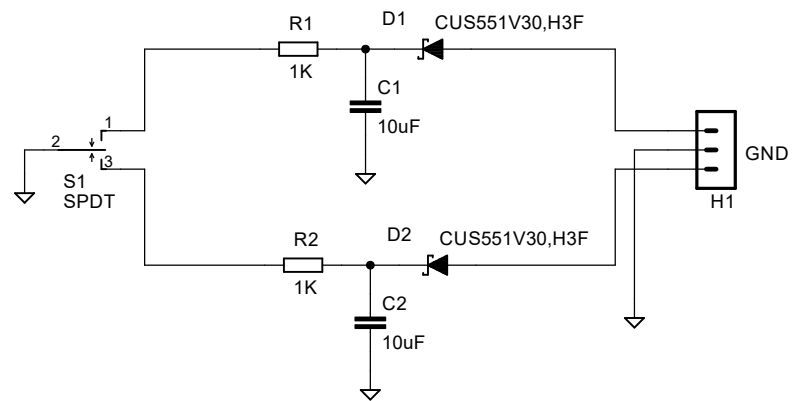 D1
CUS551V30,H3F
R1
1K
C1
10uF
1
2
3
S1
SPDT
GND
H1
R2
1K
D2
CUS551V30,H3F
C2
10uF